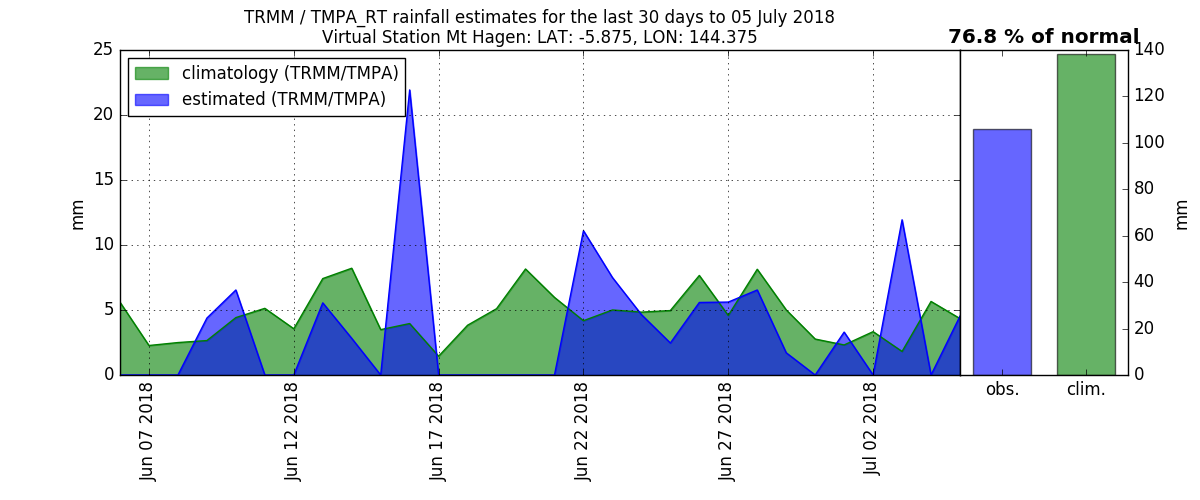 TRMM / TMPA_RT rainfall estimates for the last 30 days to 05 July 2018
Virtual Station Mt Hagen: LAT: -5.875, LON: 144.375
76.8 % of normal
climatology (TRMM/TMPA)
estimated (TRMM/TMPA)
25
20
15
10
5
0
mm
Jun 07 2018
Jun 12 2018
Jun 17 2018
Jun 22 2018
Jun 27 2018
Jul 02 2018
obs.
clim.
140
120
100
80
60
40
20
0
mm